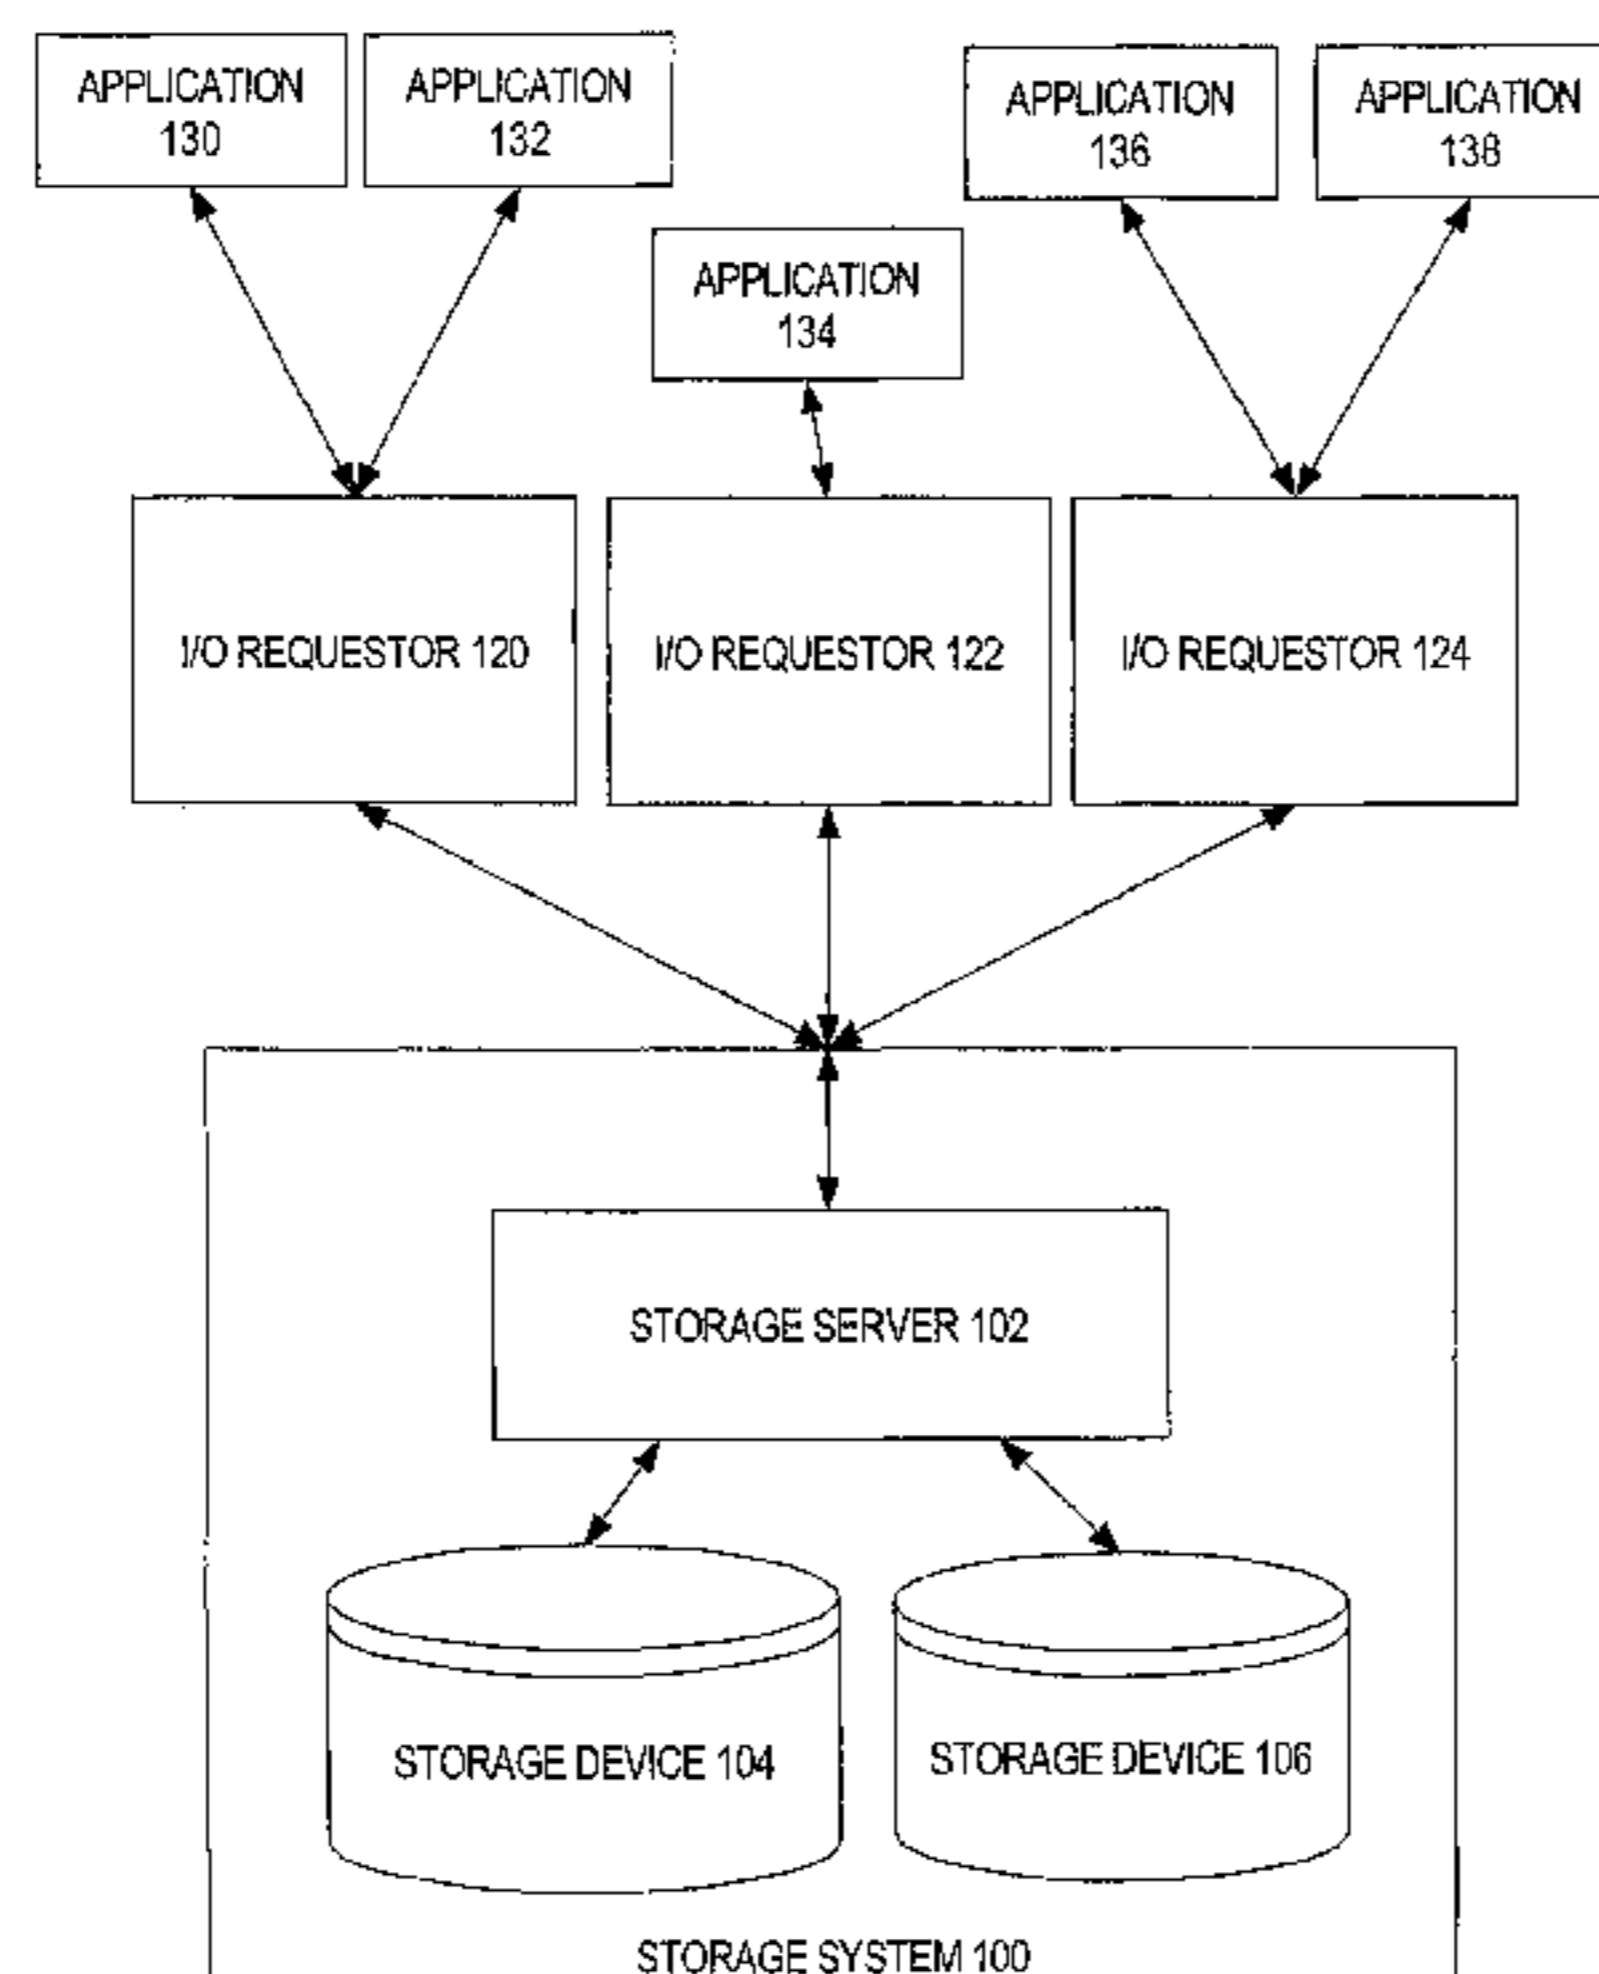 APPLICATION
130
APPLICATION
132
APPLICATION
136
APPLICATION
138
APPLICATION
134
I/O REQUESTOR 120
I/O REQUESTOR 122
I/O REQUESTOR 124
STORAGE SERVER 102
STORAGE DEVICE 104
STORAGE DEVICE 106
STORAGE SYSTEM 100